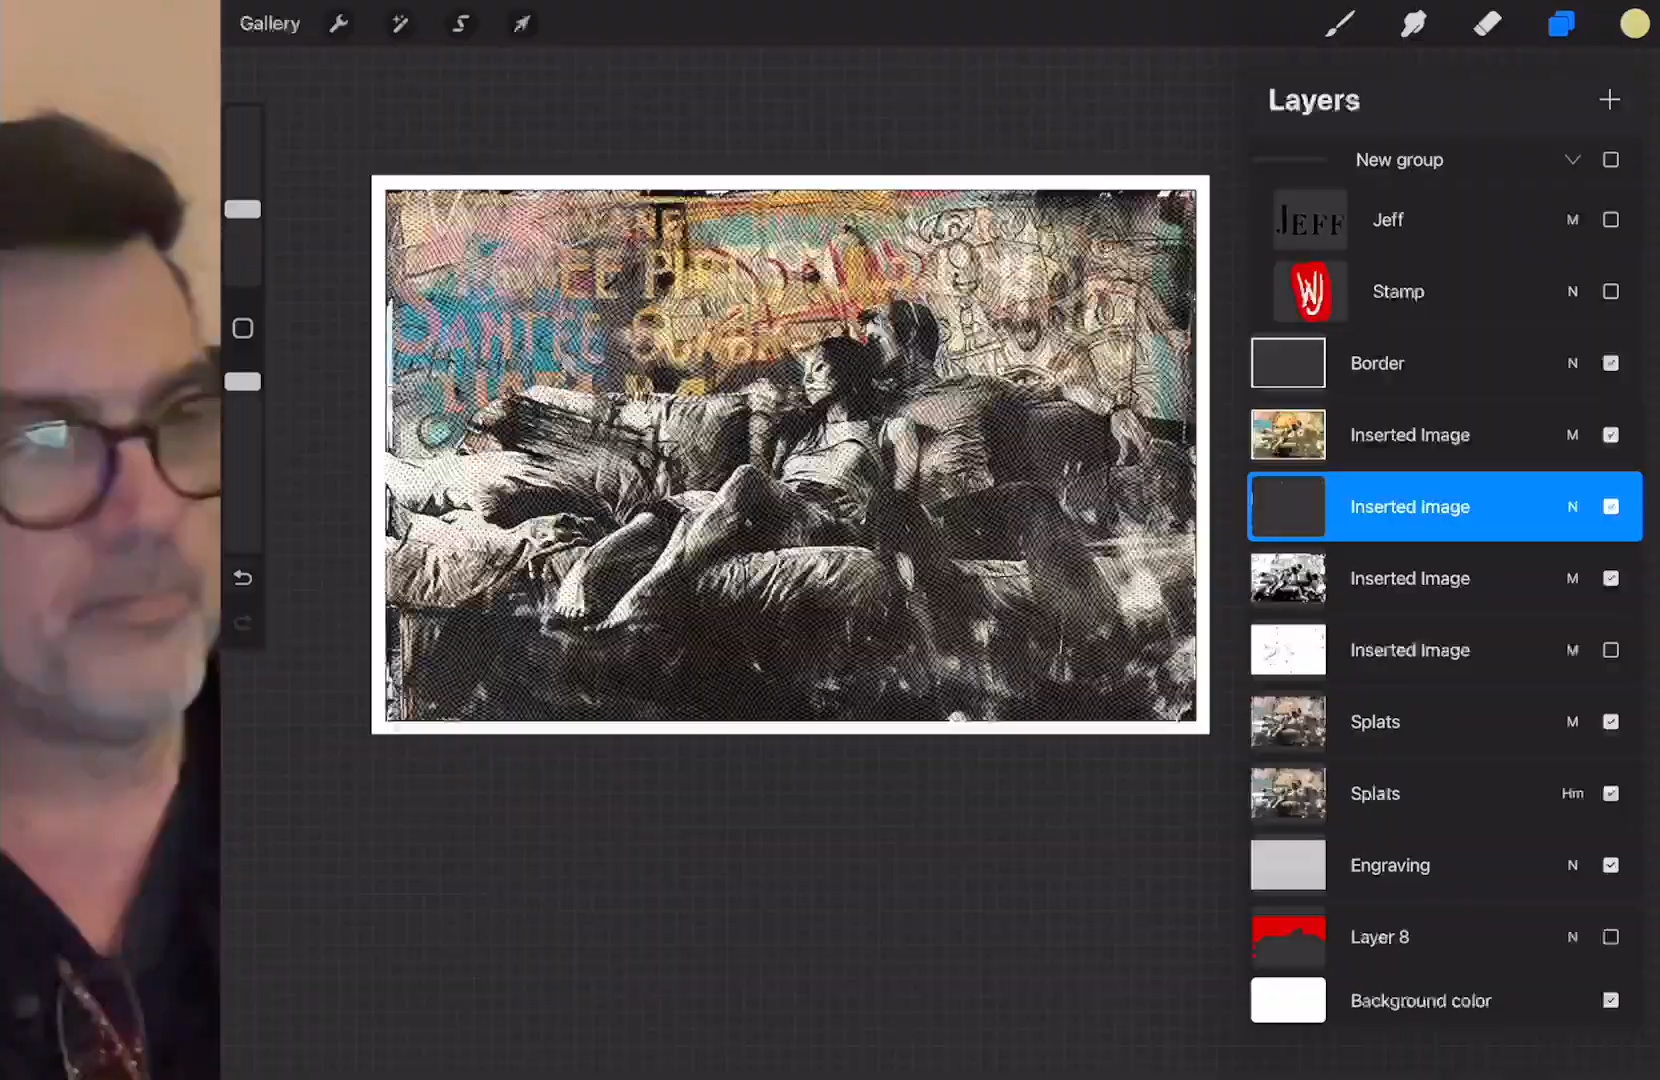 Gallery
Layers
New group
JEFF
Jeff M
WJ
Stamp N
Border N
Inserted Image M
Inserted Image N
Inserted Image M
Inserted Image M
Splats M
Splats Hm
Engraving N
Layer 8 N
Background color